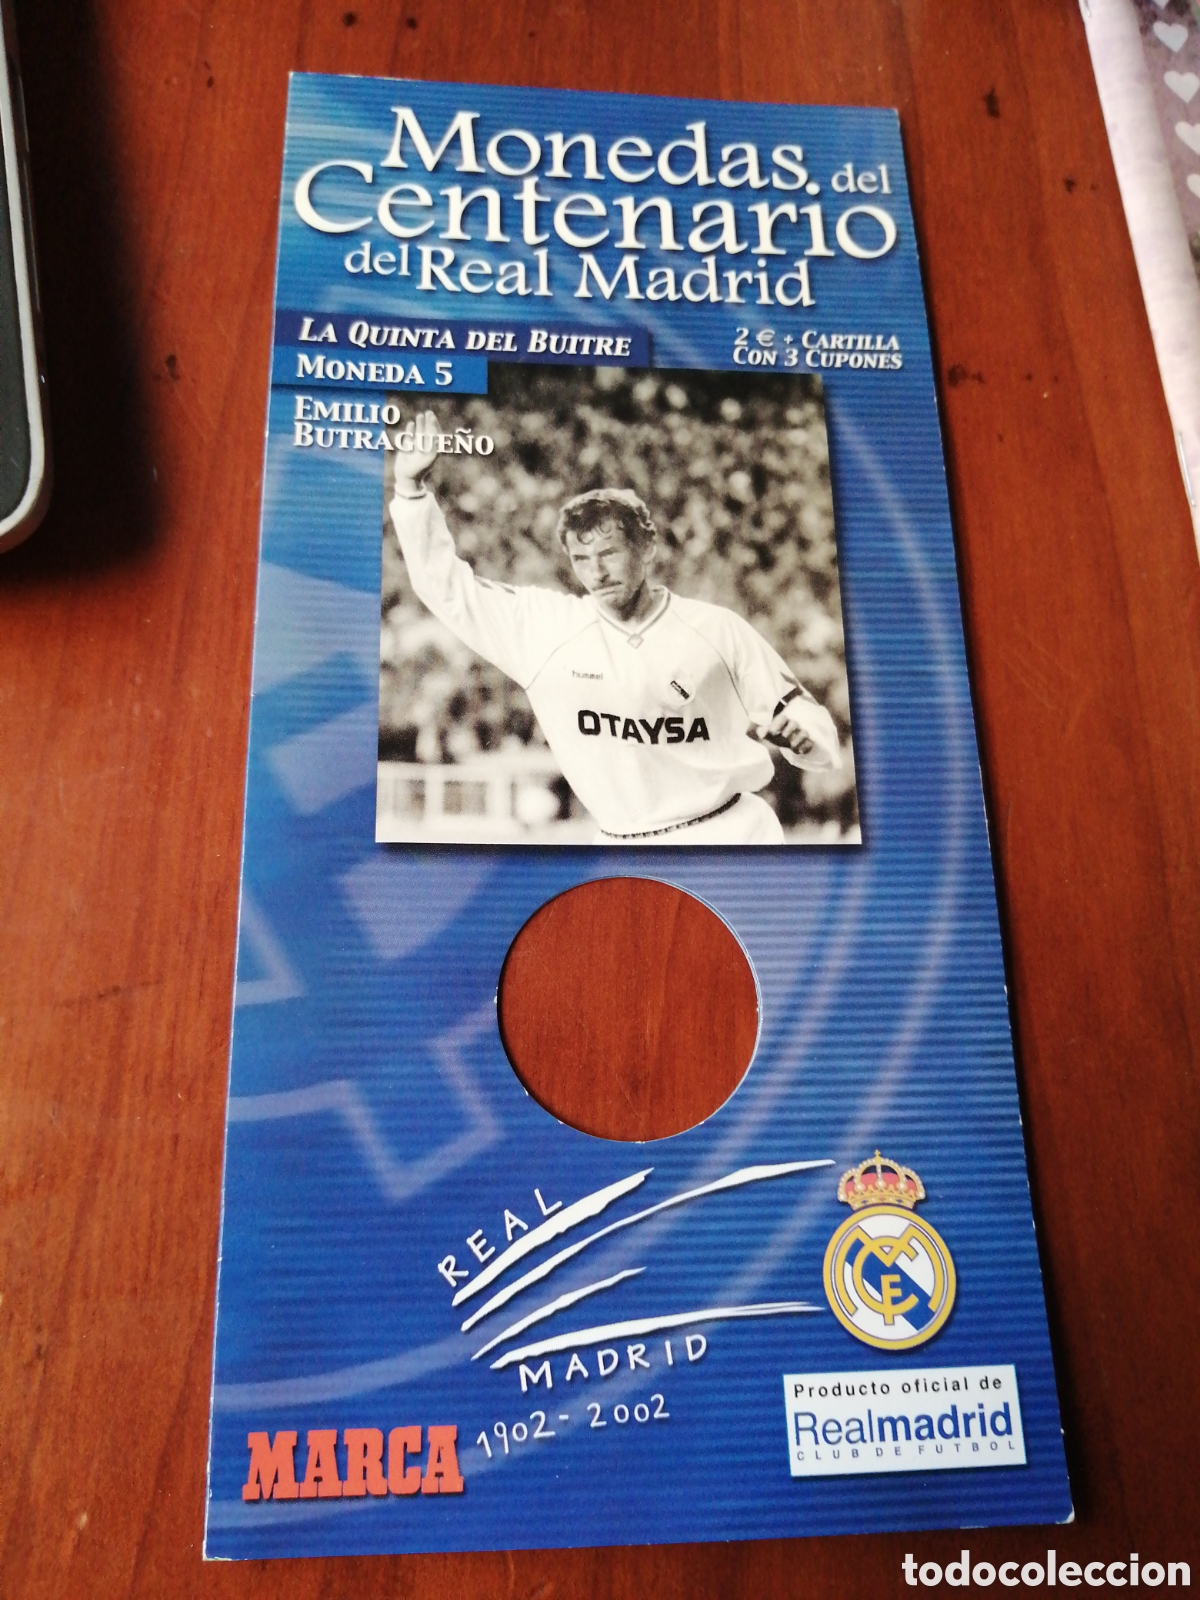 Monedas del
Centenario
del Real Madrid
La Quinta del Buitre
Moneda 5
Emilio
Butragueño
2 € + Cartilla
Con 3 Cupones
hummel
OTAYSA
REAL
MADRID
1902 - 2002
MARCA
Producto oficial de
Realmadrid
CLUB DE FUTBOL
todocoleccion